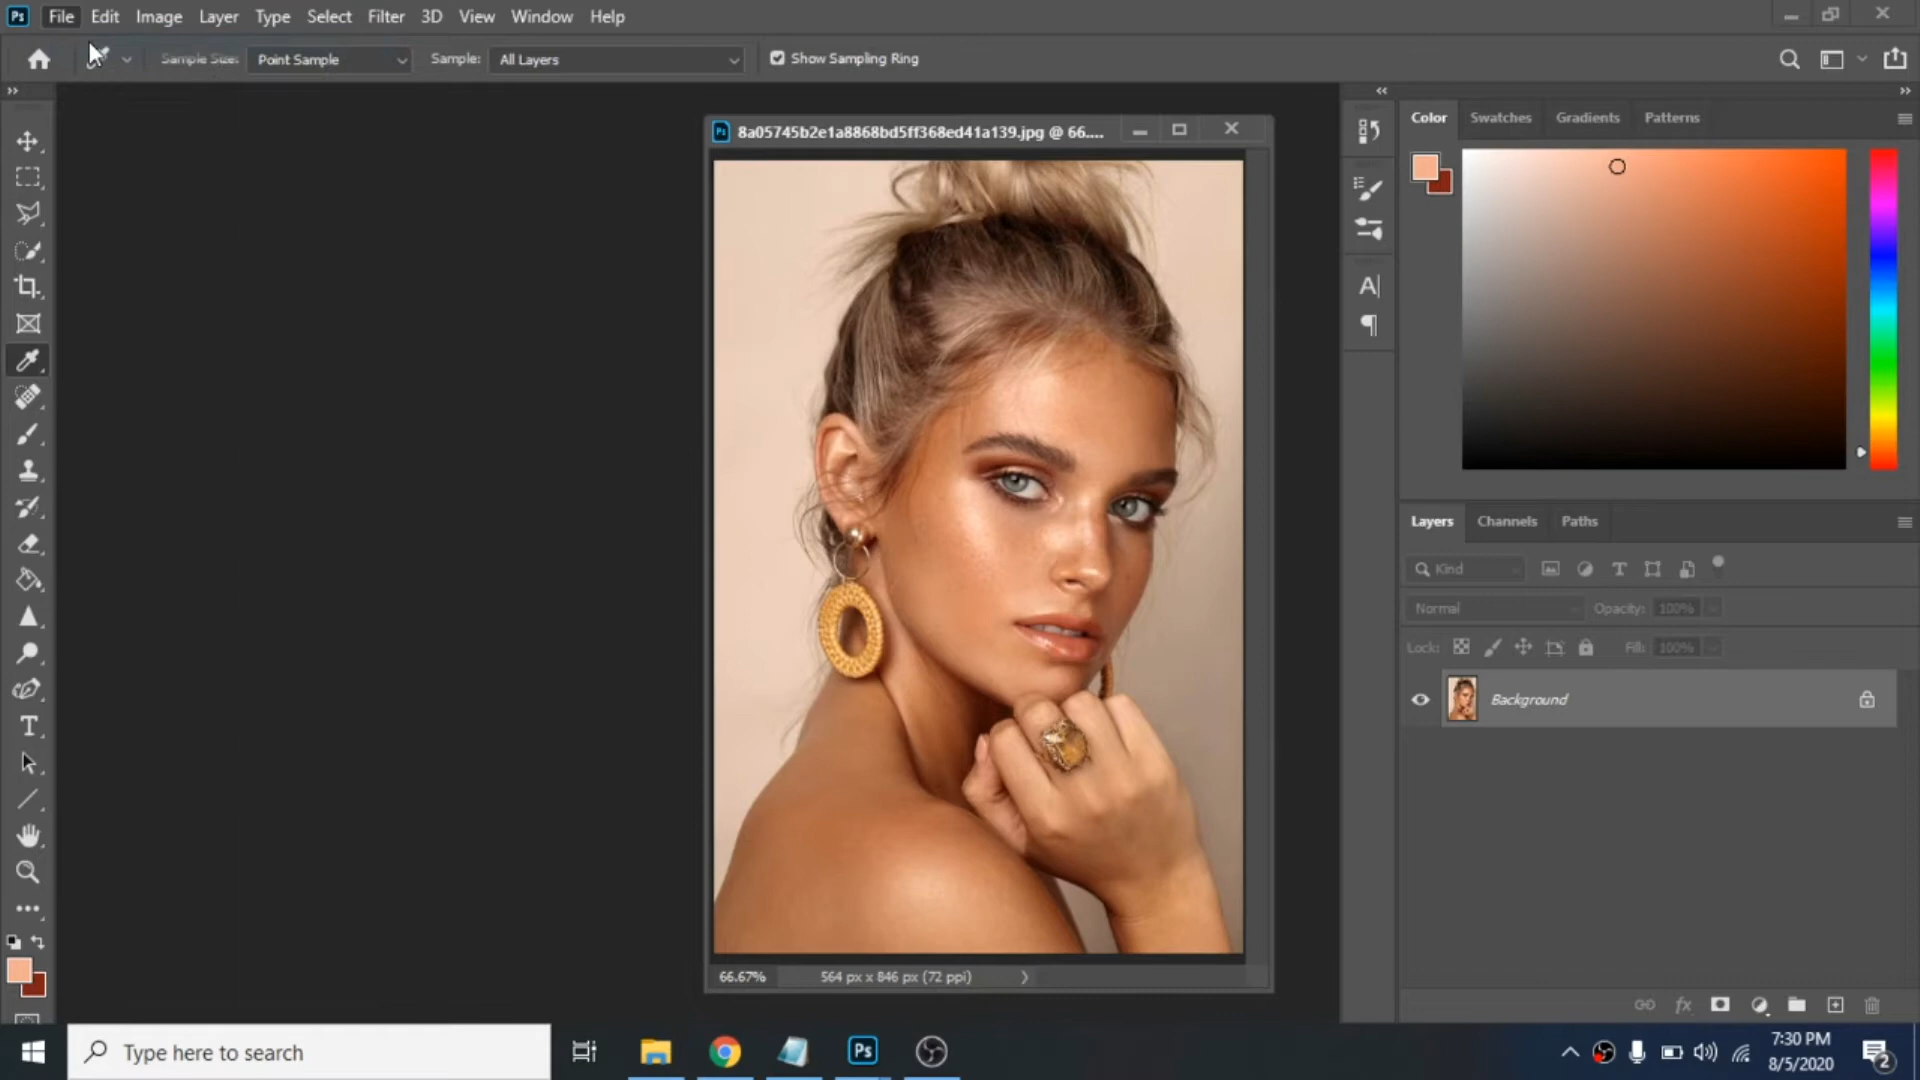 Ps File Edit Image Layer Type Select Filter 3D View Window Help
Sample Size: Point Sample Sample: All Layers Show Sampling Ring
Ps 8a05745b2e1a8868bd5ff368ed41a139.jpg @ 66....
Color Swatches Gradients Patterns
Layers Channels Paths
Kind
Normal Opacity: 100%
Lock: Fill: 100%
Background
66.67% 564 px x 846 px (72 ppi)
Type here to search
Ps
7:30 PM
8/5/2020
2